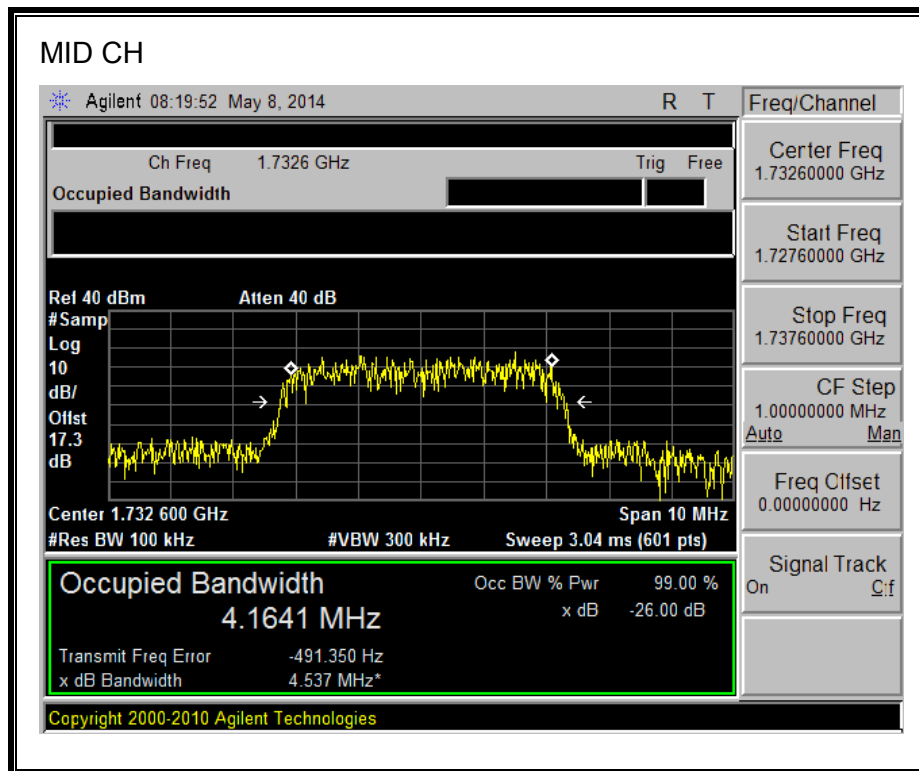 MID CH
Agilent 08:19:52 May 8, 2014 R T
Freq/Channel
Ch Freq 1.7326 GHz Trig Free
Occupied Bandwidth
Center Freq
1.73260000 GHz
Start Freq
1.72760000 GHz
Stop Freq
1.73760000 GHz
CF Step
1.00000000 MHz
Auto Man
Freq Offset
0.00000000 Hz
Signal Track
On Off
Ref 40 dBm Atten 40 dB
#Samp
Log
10
dB/
Offst
17.3
dB
Center 1.732 600 GHz Span 10 MHz
#Res BW 100 kHz #VBW 300 kHz Sweep 3.04 ms (601 pts)
Occupied Bandwidth
4.1641 MHz
Occ BW % Pwr 99.00 %
x dB -26.00 dB
Transmit Freq Error -491.350 Hz
x dB Bandwidth 4.537 MHz*
Copyright 2000-2010 Agilent Technologies